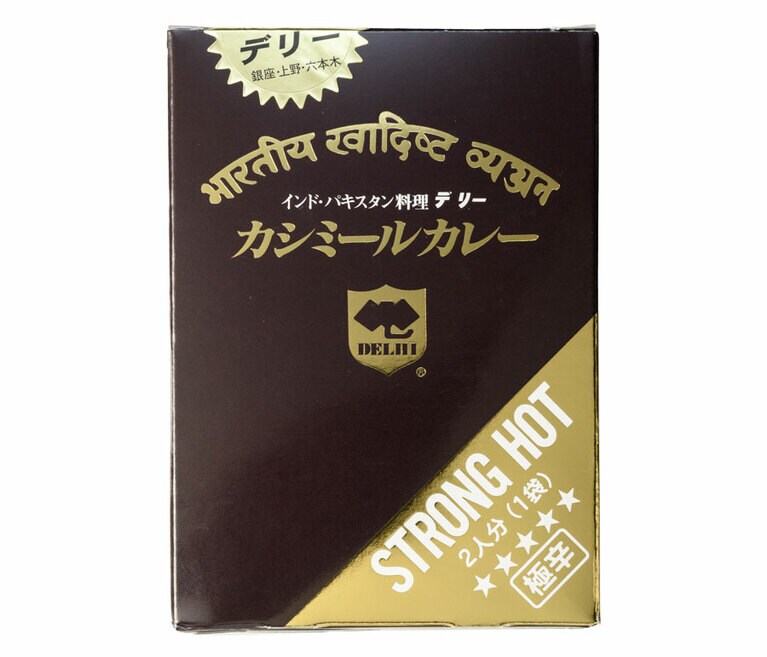 デリー
銀座・上野・六本木
भारतीय स्वादिष्ट व्यञ्जन
インド・パキスタン料理 デリー
カシミールカレー
DELHI
®
STRONG HOT
2人分(1袋)
★★★★★
極辛